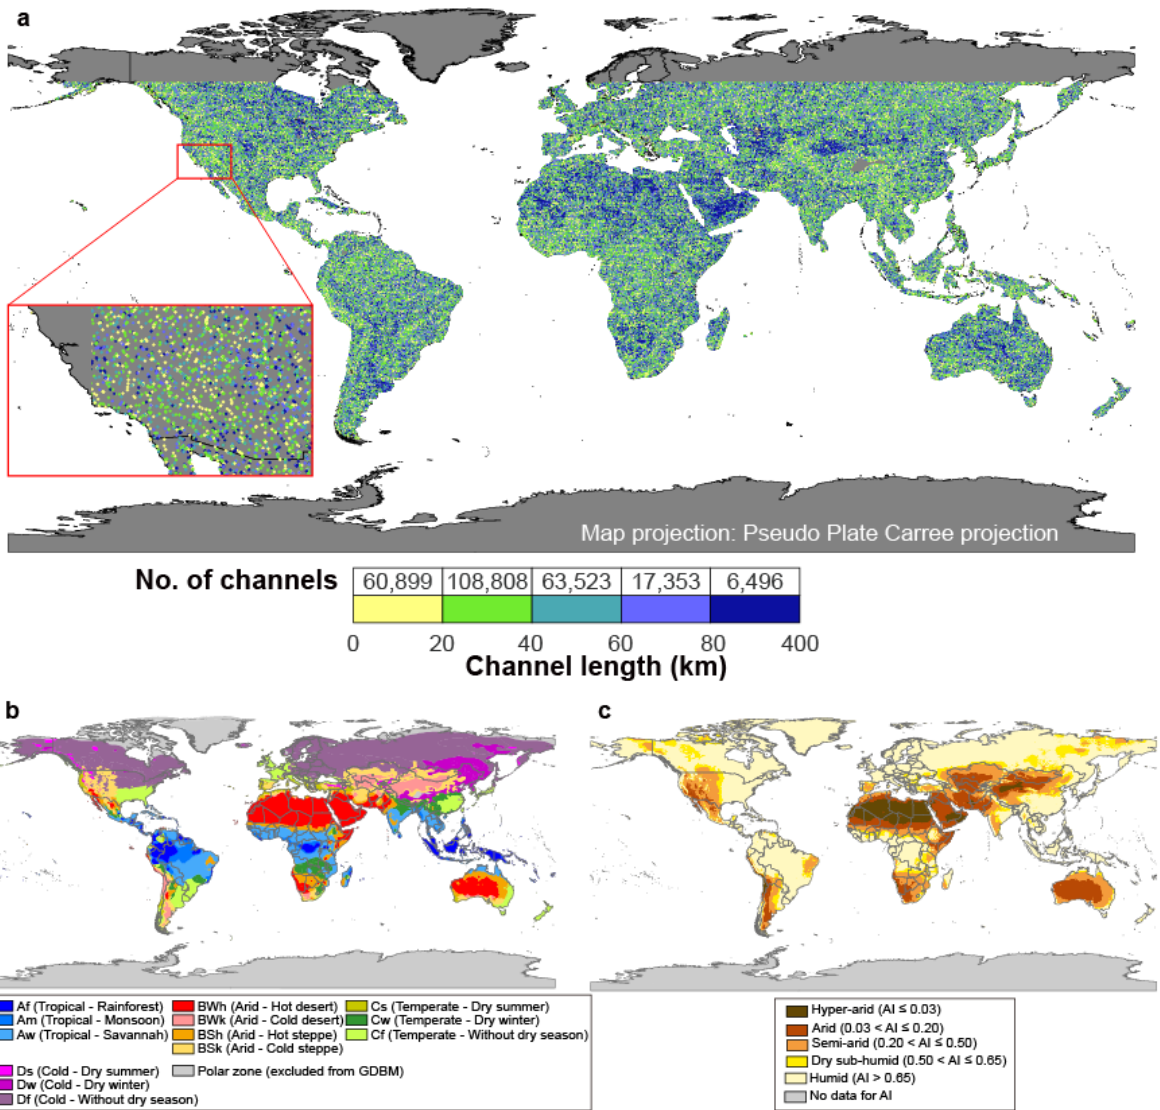 a
Map projection: Pseudo Plate Carree projection
No. of channels 60,899 108,808 63,523 17,353 6,496
0 20 40 60 80 400
Channel length (km)
b
c
Af (Tropical - Rainforest) BWh (Arid - Hot desert) Cs (Temperate - Dry summer)
Am (Tropical - Monsoon) BWk (Arid - Cold desert) Cw (Temperate - Dry winter)
Aw (Tropical - Savannah) BSh (Arid - Hot steppe) Cf (Temperate - Without dry season)
BSk (Arid - Cold steppe)
Ds (Cold - Dry summer) Polar zone (excluded from GDBM)
Dw (Cold - Dry winter)
Df (Cold - Without dry season)
Hyper-arid (AI ≤ 0.03)
Arid (0.03 < AI ≤ 0.20)
Semi-arid (0.20 < AI ≤ 0.50)
Dry sub-humid (0.50 < AI ≤ 0.65)
Humid (AI > 0.65)
No data for AI